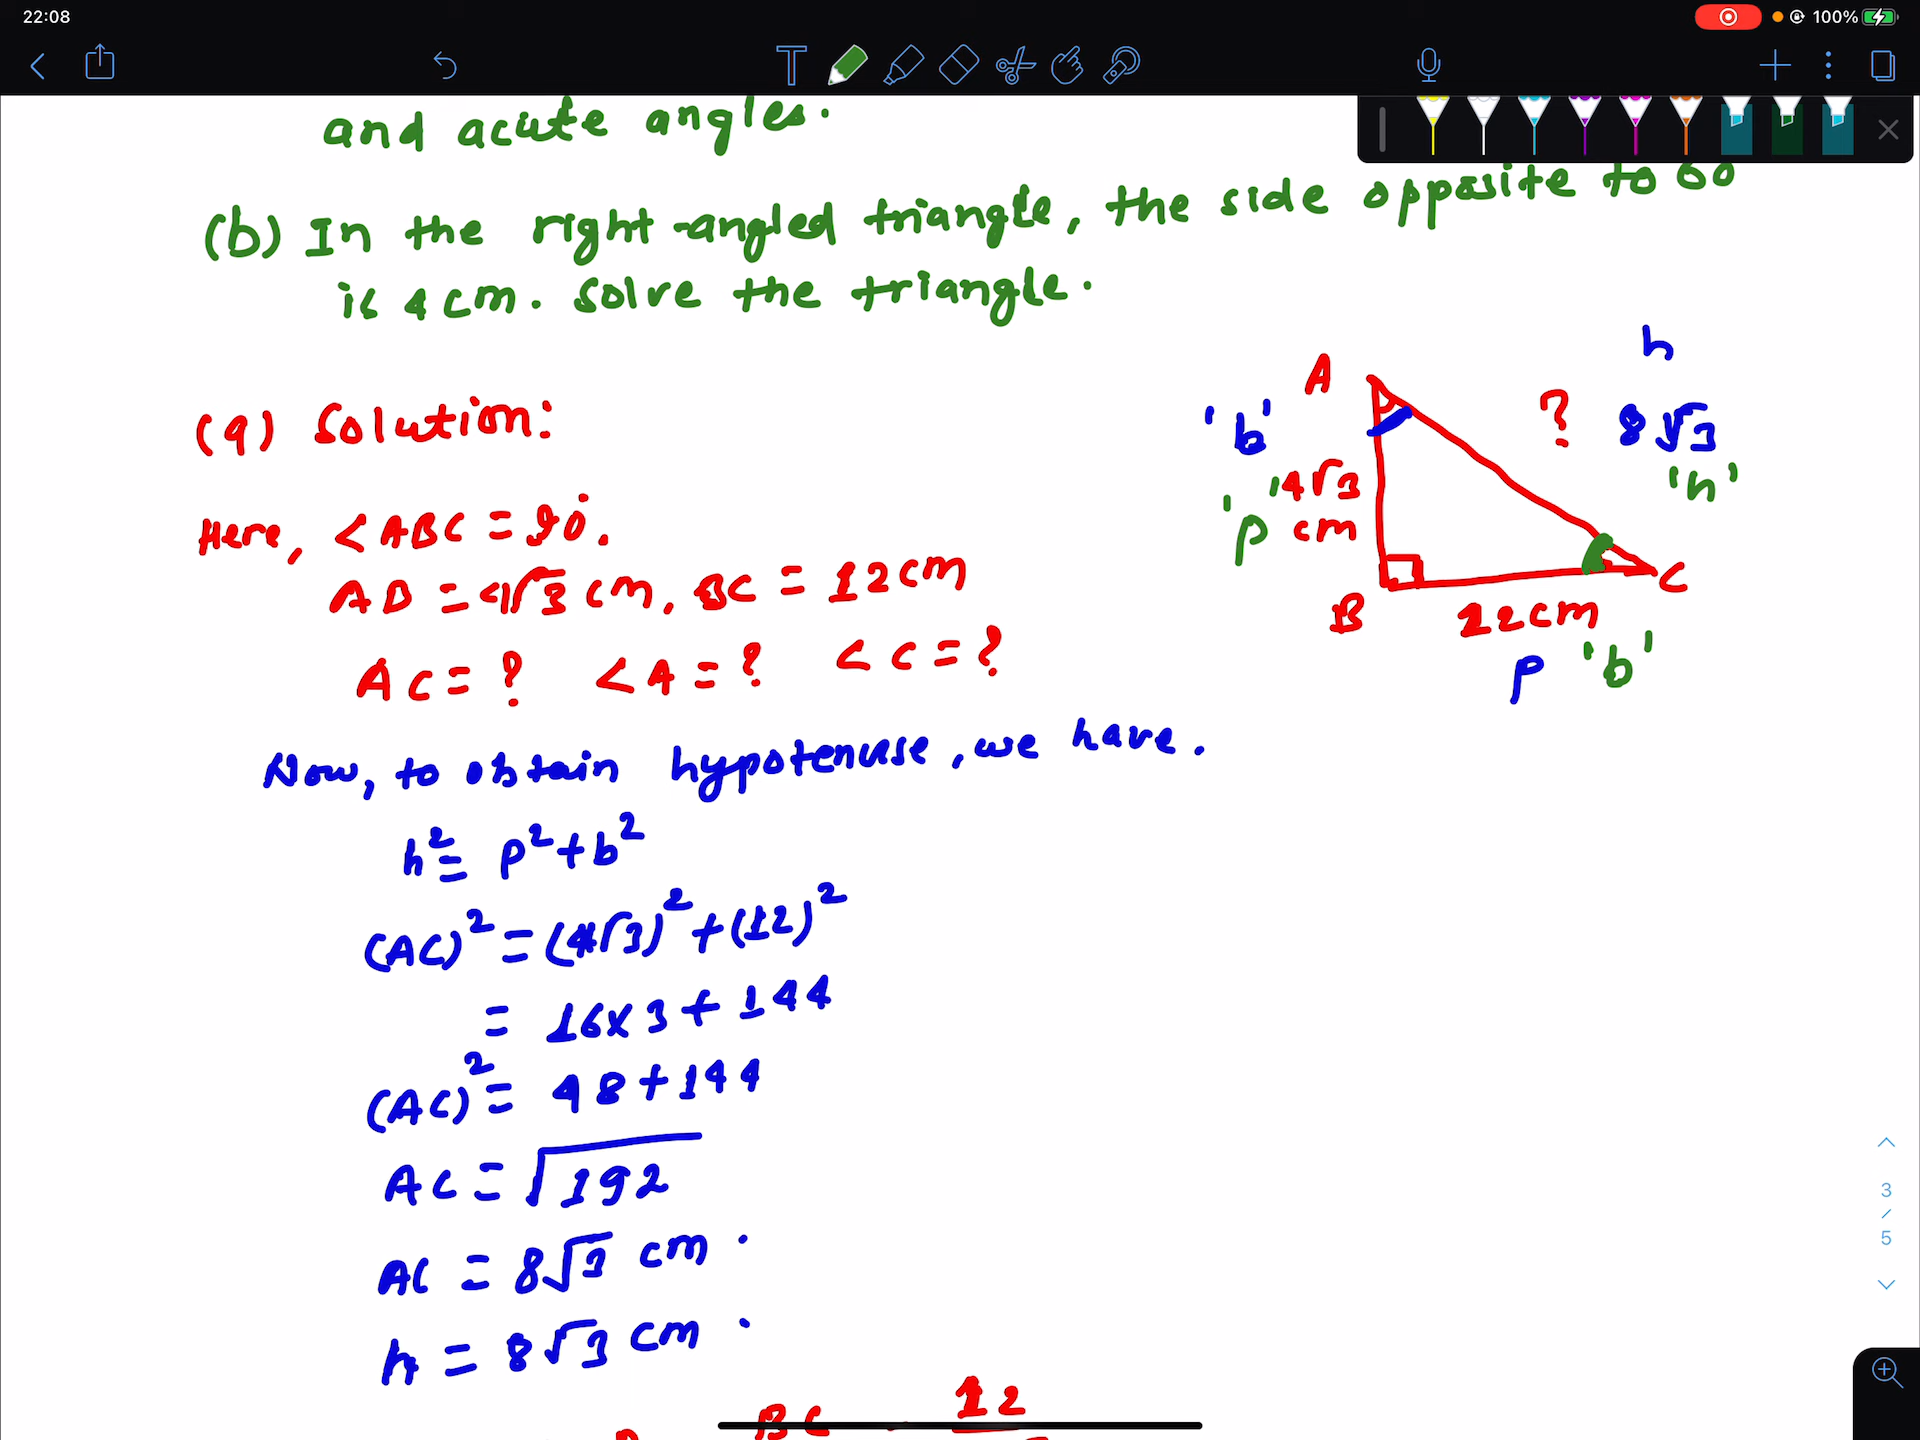 22:08
100%
and acute angles.
(b) In the right-angled triangle, the side opposite to 60
is 4 cm. Solve the triangle.
(a) Solution:
Here, <ABC = 90°.
AB = 4√3 cm, BC = 12cm
AC = ? <A = ? <C = ?
Now, to obtain hypotenuse, we have.
h² = p² + b²
(AC)² = (4√3)² + (12)²
= 16×3 + 144
(AC)² = 48 + 144
AC = √192
AC = 8√3 cm.
h = 8√3 cm.
BC 12
h
A
'b'
?
8√3
4√3
'h'
'p'
cm
B
C
12cm
p 'b'
3
/
5